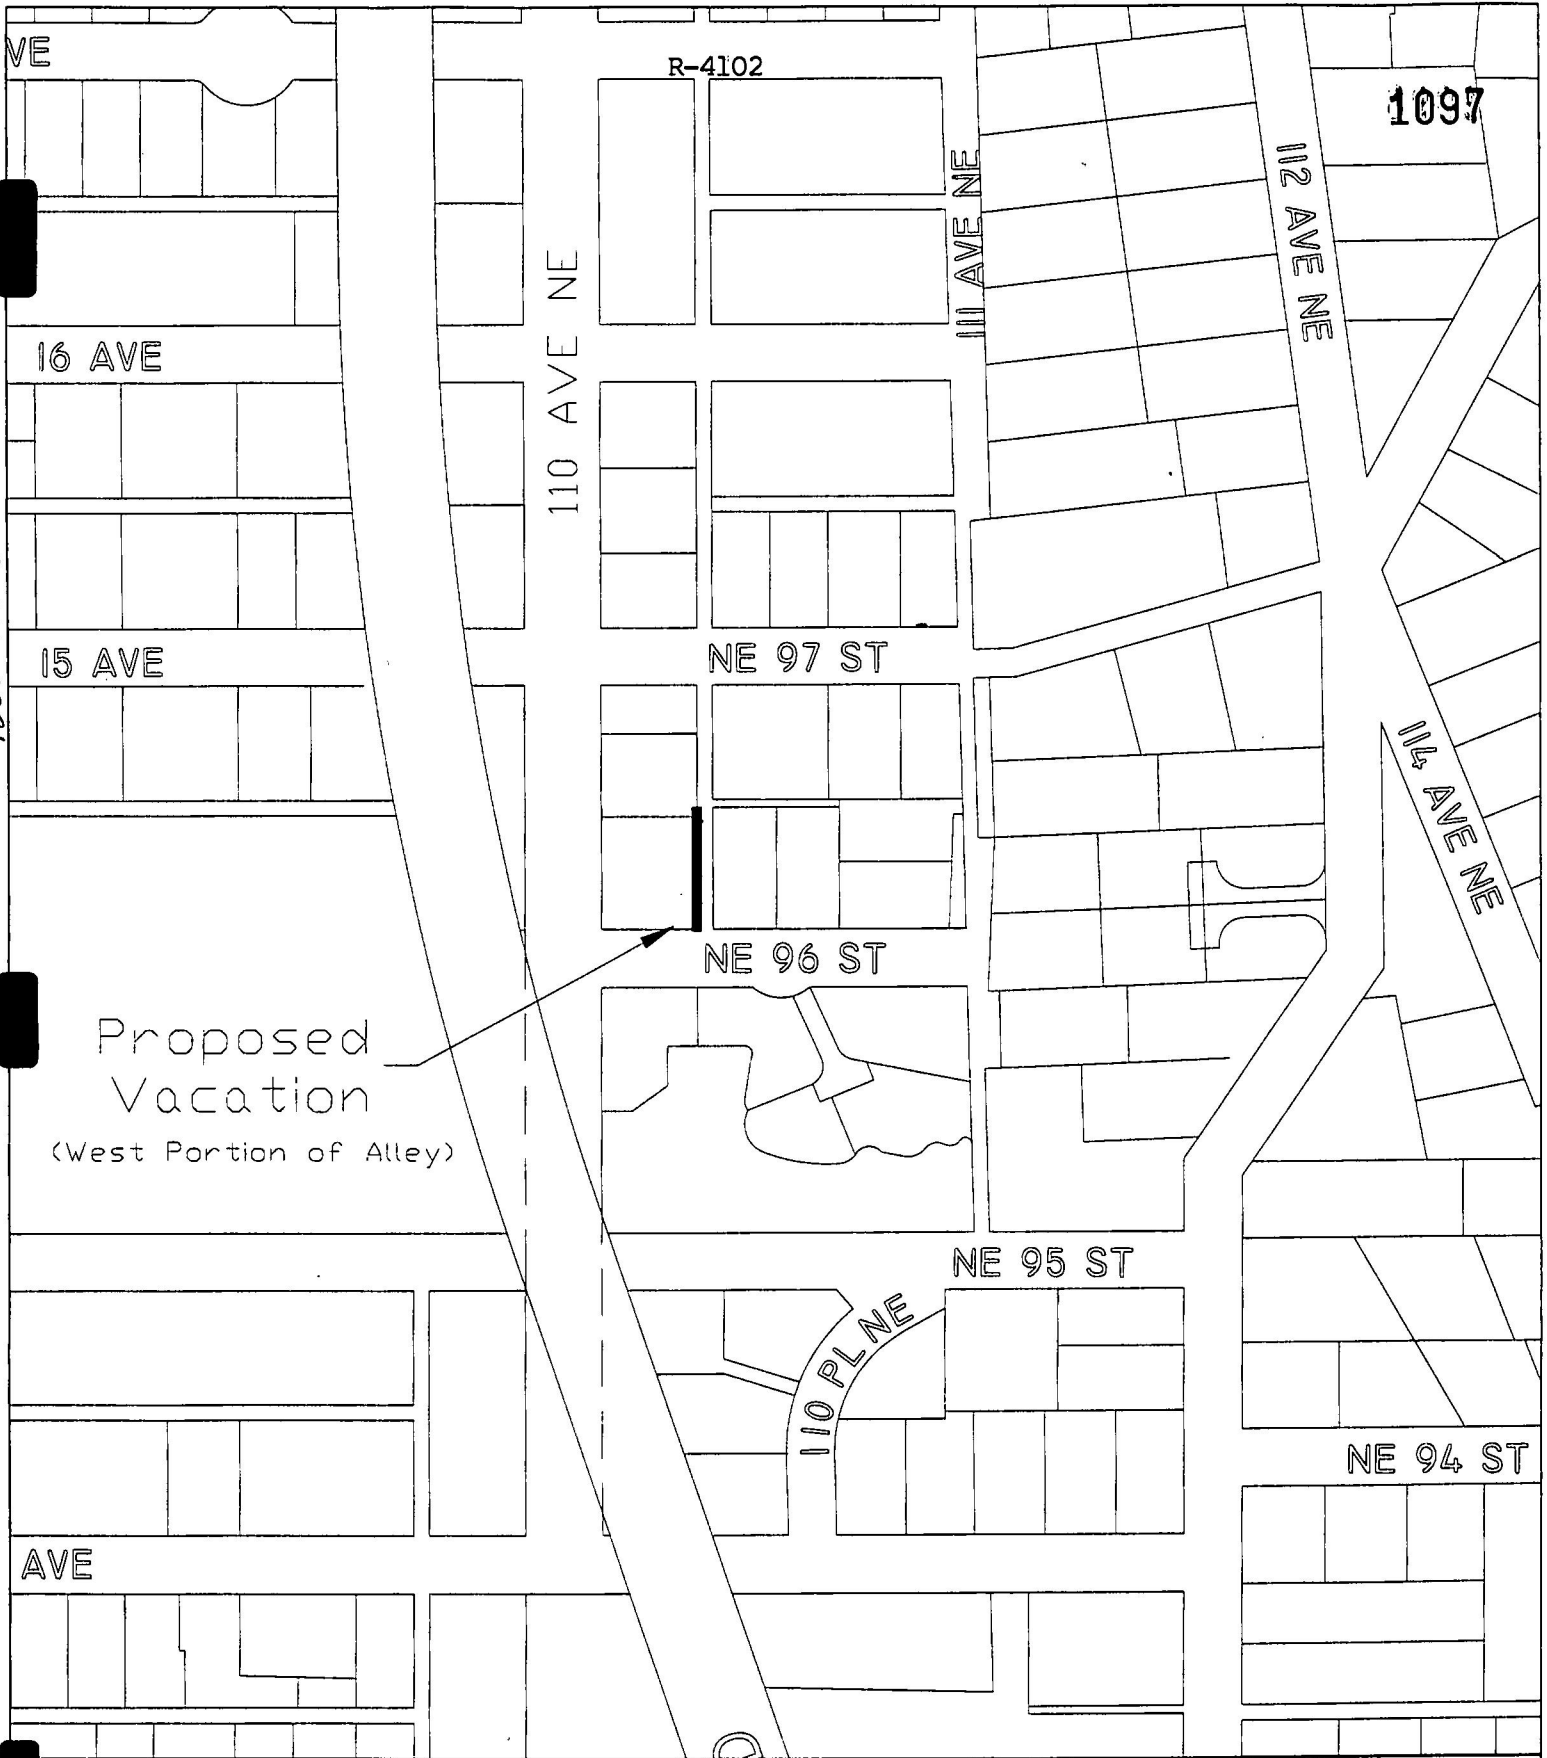 VE
R-4102
1097
111 AVE NE
112 AVE NE
110 AVE NE
16 AVE
15 AVE
NE 97 ST
114 AVE NE
NE 96 ST
Proposed
Vacation
(West Portion of Alley)
NE 95 ST
110 PL NE
NE 94 ST
AVE